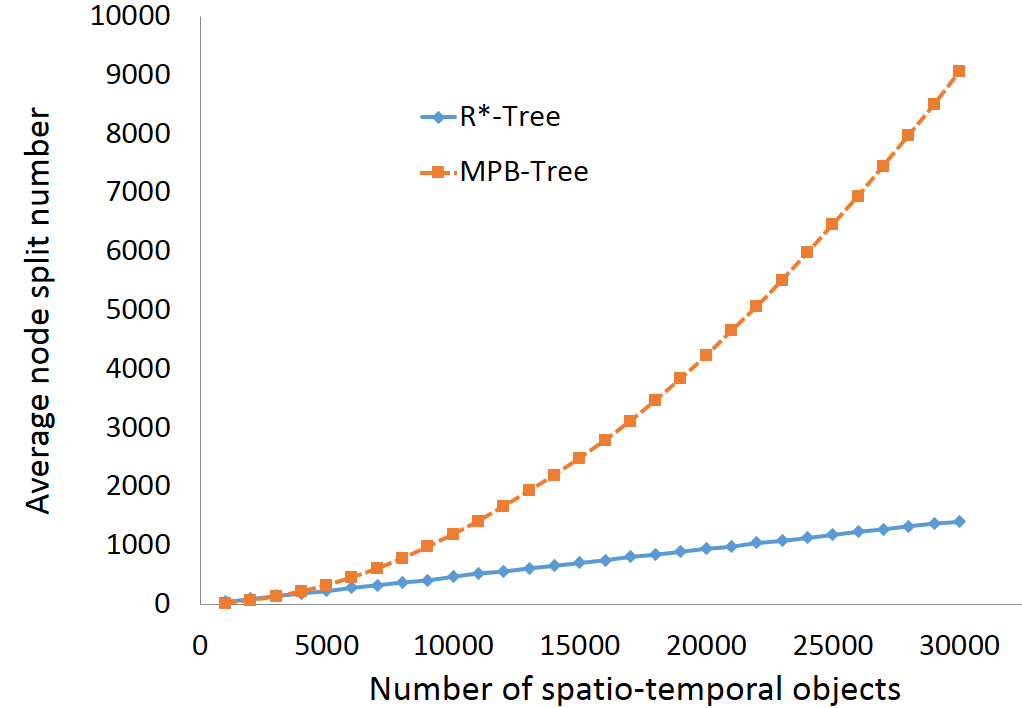 10000
9000
8000
7000
6000
5000
4000
3000
2000
1000
0
Average node split number
R*-Tree
MPB-Tree
0 5000 10000 15000 20000 25000 30000
Number of spatio-temporal objects